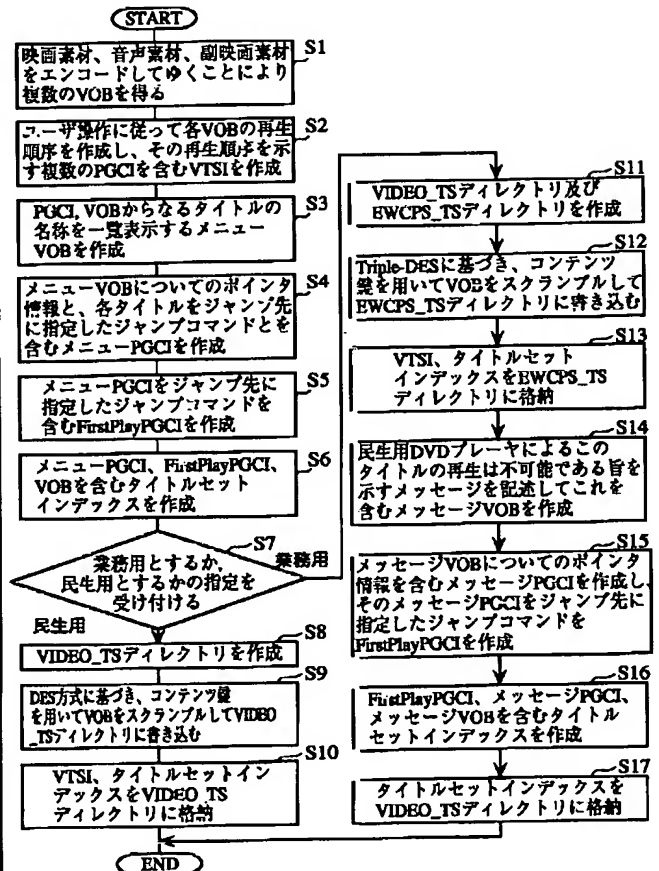 START
S1
映画素材、音声素材、副映画素材
をエンコードしてゆくことにより
複数のVOBを得る
S2
ユーザ操作に従って各VOBの再生
順序を作成し、その再生順序を示
す複数のPGCIを含むVTSIを作成
S3
PGCI,VOBからなるタイトルの
名称を一覧表示するメニュー
VOBを作成
S4
メニューVOBについてのポインタ
情報と、各タイトルをジャンプ先
に指定したジャンプコマンドとを
含むメニューPGCIを作成
S5
メニューPGCIをジャンプ先に
指定したジャンプコマンドを
含むFirstPlayPGCIを作成
S6
メニューPGCI、FirstPlayPGCI、
VOBを含むタイトルセット
インデックスを作成
S7
業務用とするか,
民生用とするかの指定を
受け付ける
業務用
民生用
S8
VIDEO_TSディレクトリを作成
S9
DES方式に基づき、コンテンツ鍵
を用いてVOBをスクランブルしてVIDEO
_TSディレクトリに書き込む
S10
VTSI、タイトルセットイン
デックスをVIDEO_TS
ディレクトリに格納
END
S11
VIDEO_TSディレクトリ及び
EWCPS_TSディレクトリを作成
S12
Triple-DESに基づき、コンテンツ
鍵を用いてVOBをスクランブルして
EWCPS_TSディレクトリに書き込む
S13
VTSI、タイトルセット
インデックスをEWCPS_TS
ディレクトリに格納
S14
民生用DVDプレーヤによるこの
タイトルの再生は不可能である旨を
示すメッセージを記述してこれを
含むメッセージVOBを作成
S15
メッセージVOBについてのポインタ
情報を含むメッセージPGCIを作成し、
そのメッセージPGCIをジャンプ先に
指定したジャンプコマンドを
FirstPlayPGCIを作成
S16
FirstPlayPGCI、メッセージPGCI、
メッセージVOBを含むタイトル
セットインデックスを作成
S17
タイトルセットインデックスを
VIDEO_TSディレクトリに格納